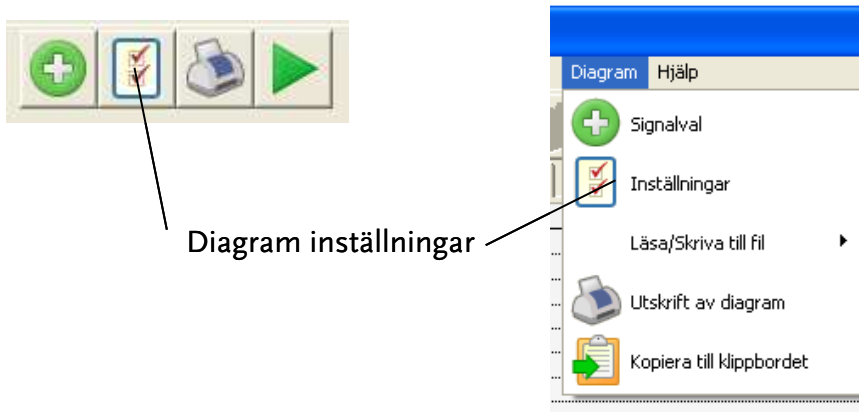 Diagram Hjälp
Signalval
Inställningar
Diagram inställningar
Läsa/Skriva till fil
Utskrift av diagram
Kopiera till klippbordet